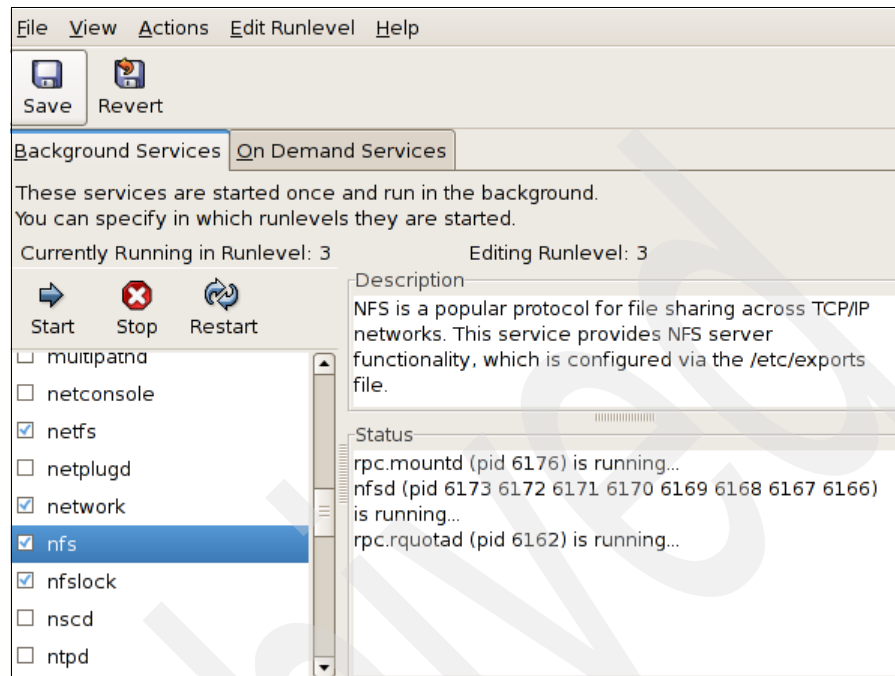 File View Actions Edit Runlevel Help
Save Revert
Background Services On Demand Services
These services are started once and run in the background.
You can specify in which runlevels they are started.
Currently Running in Runlevel: 3 Editing Runlevel: 3
Start Stop Restart
multipathd
netconsole
netfs
netplugd
network
nfs
nfslock
nscd
ntpd
Description
NFS is a popular protocol for file sharing across TCP/IP
networks. This service provides NFS server
functionality, which is configured via the /etc/exports
file.
Status
rpc.mountd (pid 6176) is running...
nfsd (pid 6173 6172 6171 6170 6169 6168 6167 6166)
is running...
rpc.rquotad (pid 6162) is running...